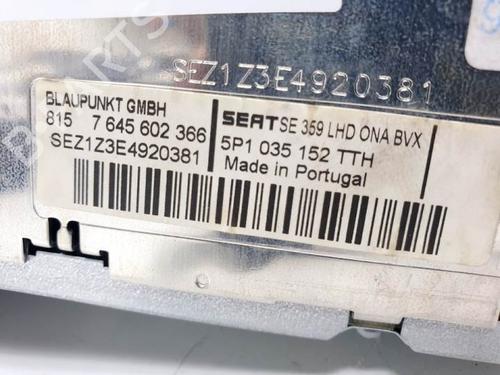 SEZ1Z3E4920381
BLAUPUNKT GMBH
815 7 645 602 366
SEZ1Z3E4920381
SEAT SE 359 LHD ONA BVX
5P1 035 152 TTH
Made in Portugal